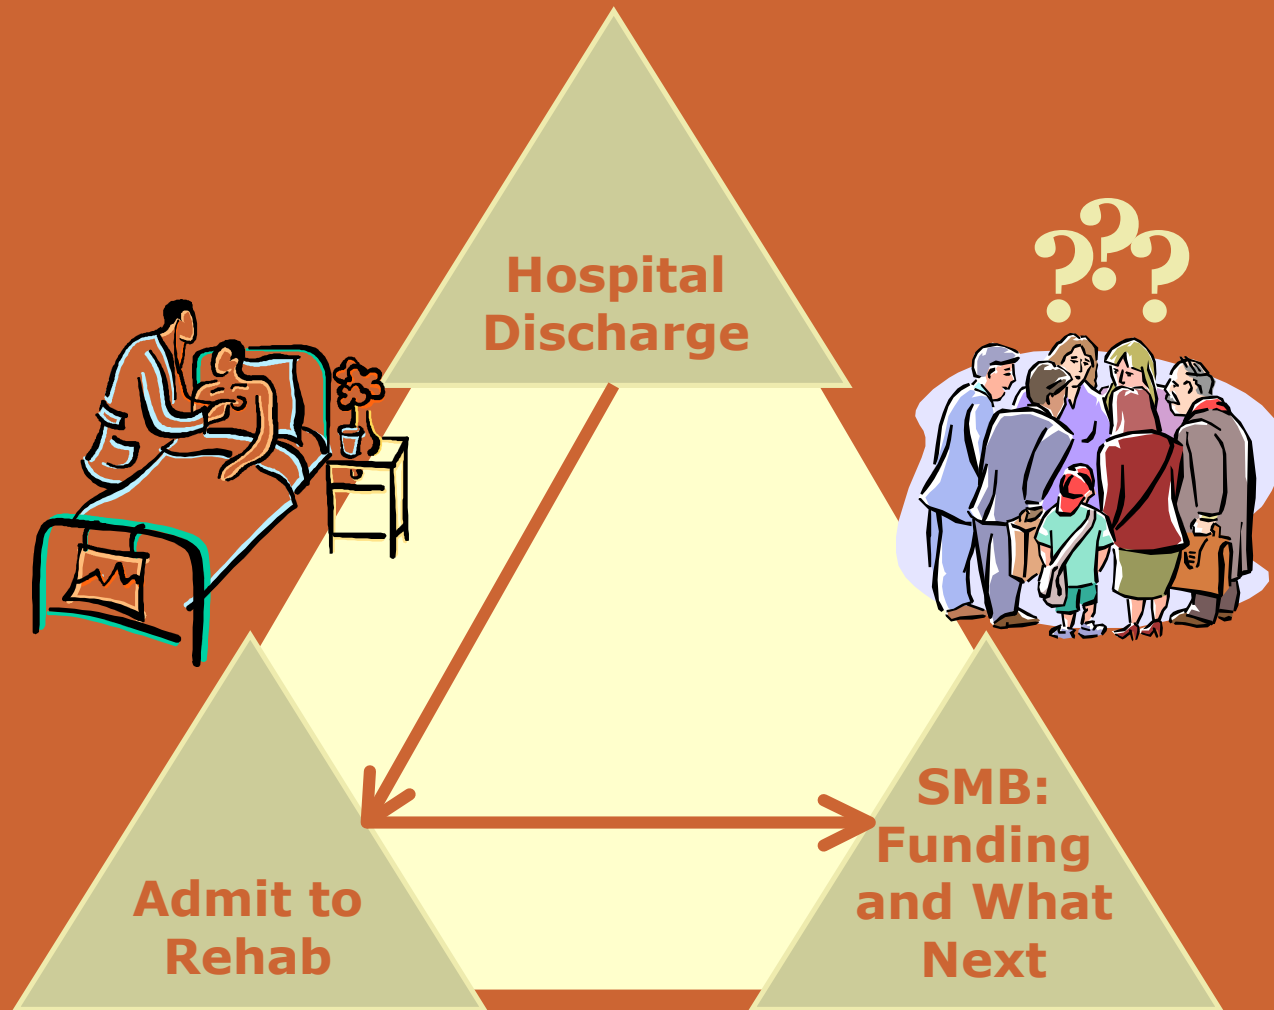 Hospital
Discharge
???
SMB:
Funding
and What
Next
Admit to
Rehab